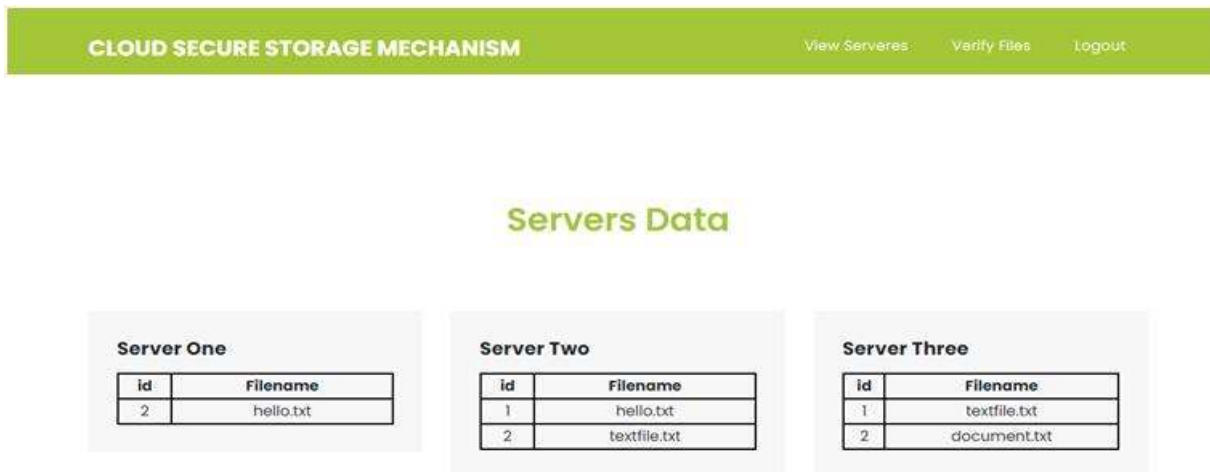 CLOUD SECURE STORAGE MECHANISM View Serveres Verify Files Logout
Servers Data
Server One
id Filename
2 hello.txt
Server Two
id Filename
1 hello.txt
2 textfile.txt
Server Three
id Filename
1 textfile.txt
2 document.txt